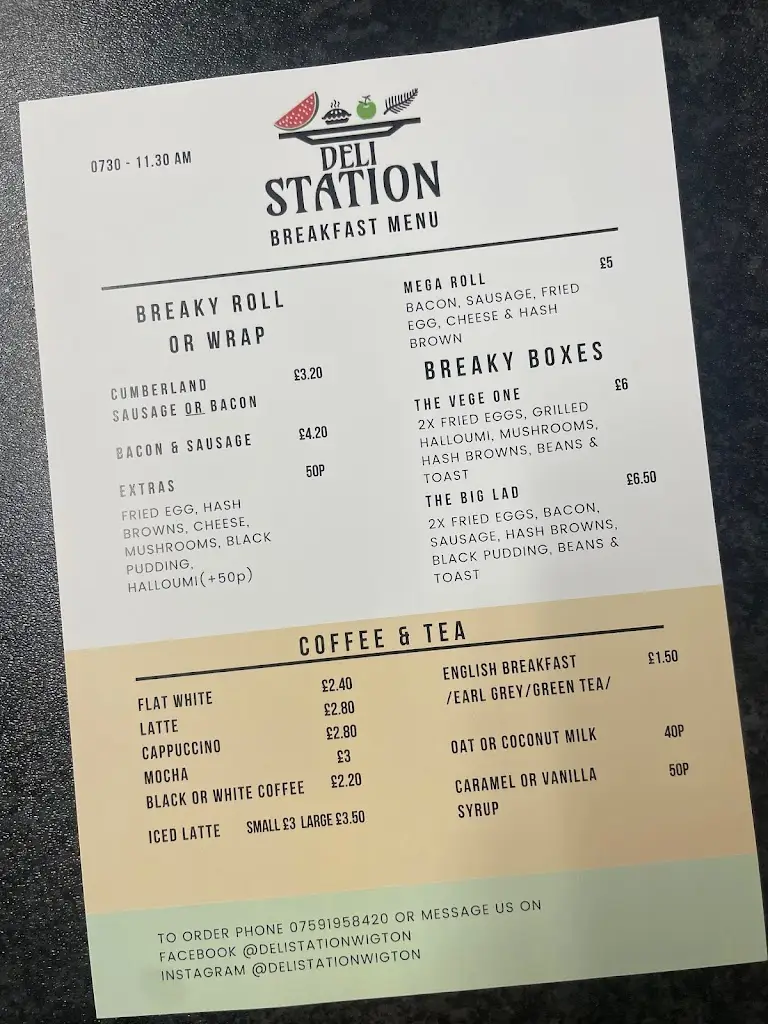 0730 - 11.30 AM
DELI
STATION
BREAKFAST MENU
BREAKY ROLL
OR WRAP
CUMBERLAND £3.20
SAUSAGE OR BACON
BACON & SAUSAGE £4.20
EXTRAS 50P
FRIED EGG, HASH
BROWNS, CHEESE,
MUSHROOMS, BLACK
PUDDING,
HALLOUMI(+50p)
MEGA ROLL £5
BACON, SAUSAGE, FRIED
EGG, CHEESE & HASH
BROWN
BREAKY BOXES
THE VEGE ONE £6
2X FRIED EGGS, GRILLED
HALLOUMI, MUSHROOMS,
HASH BROWNS, BEANS &
TOAST
THE BIG LAD £6.50
2X FRIED EGGS, BACON,
SAUSAGE, HASH BROWNS,
BLACK PUDDING, BEANS &
TOAST
COFFEE & TEA
FLAT WHITE £2.40
LATTE £2.80
CAPPUCCINO £2.80
MOCHA £3
BLACK OR WHITE COFFEE £2.20
ICED LATTE SMALL £3 LARGE £3.50
ENGLISH BREAKFAST £1.50
/EARL GREY/GREEN TEA/
OAT OR COCONUT MILK 40P
CARAMEL OR VANILLA 50P
SYRUP
TO ORDER PHONE 07591958420 OR MESSAGE US ON
FACEBOOK @DELISTATIONWIGTON
INSTAGRAM @DELISTATIONWIGTON